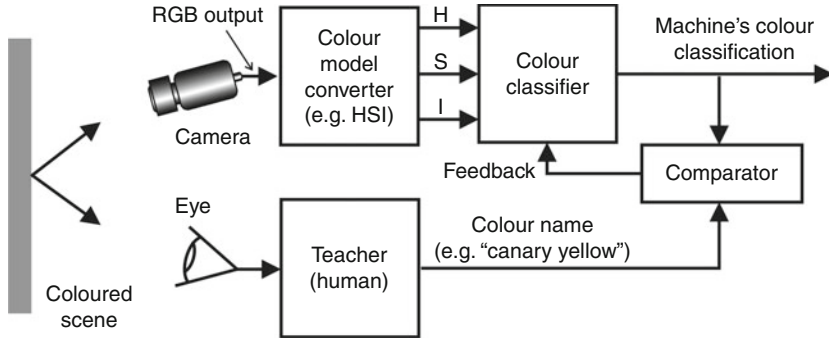 RGB output
Camera
Colour
model
converter
(e.g. HSI)
H
S
I
Colour
classifier
Machine's colour
classification
Feedback
Comparator
Eye
Teacher
(human)
Colour name
(e.g. “canary yellow”)
Coloured
scene